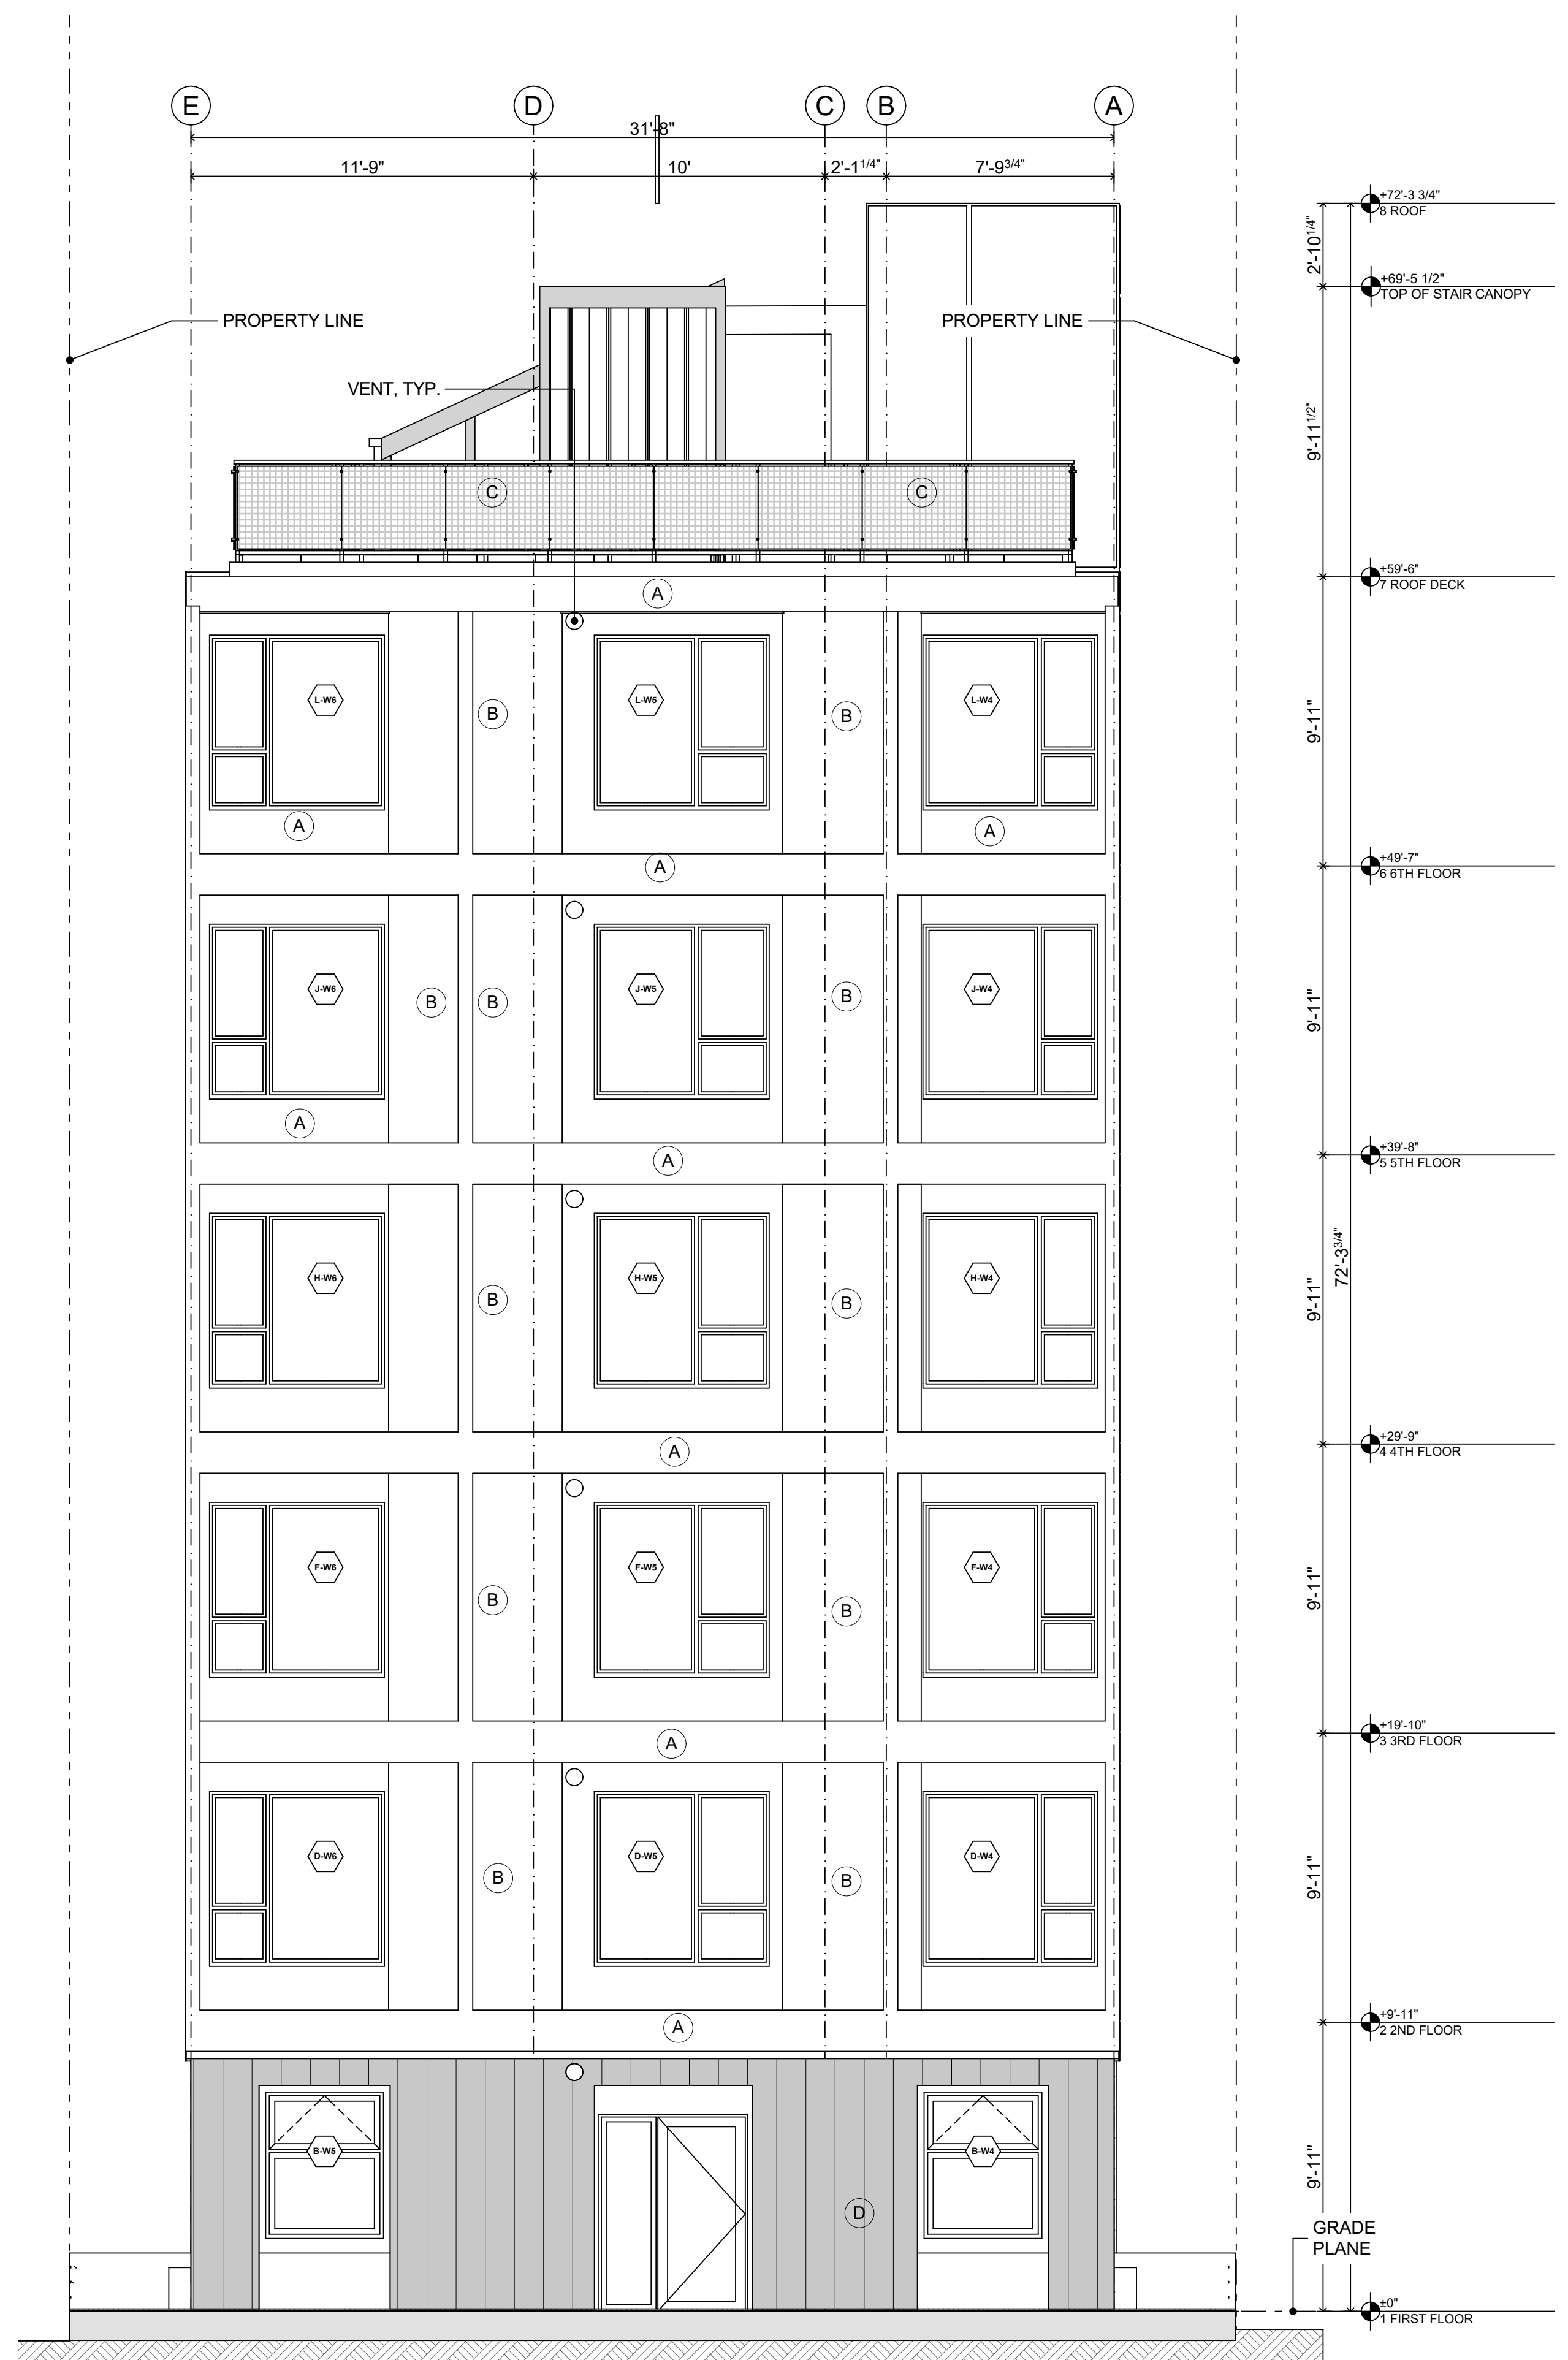 E D C B A
31'-8"
11'-9" 10' 2'-1 1/4" 7'-9 3/4"
+72'-3 3/4"
8 ROOF
2'-10 1/4"
+69'-5 1/2"
TOP OF STAIR CANOPY
PROPERTY LINE PROPERTY LINE
VENT, TYP.
9'-11 1/2"
C C
+59'-6"
7 ROOF DECK
A
L-W6 L-W5 L-W4
B B
9'-11"
A A
A
+49'-7"
6 6TH FLOOR
J-W6 J-W5 J-W4
B B B
9'-11"
A
A
+39'-8"
5 5TH FLOOR
72'-3 3/4"
H-W6 H-W5 H-W4
B B
9'-11"
A
+29'-9"
4 4TH FLOOR
F-W6 F-W5 F-W4
B B
9'-11"
A
+19'-10"
3 3RD FLOOR
D-W6 D-W5 D-W4
B B
9'-11"
A
+9'-11"
2 2ND FLOOR
B-W5 B-W4
9'-11"
D
GRADE
PLANE
±0"
1 FIRST FLOOR